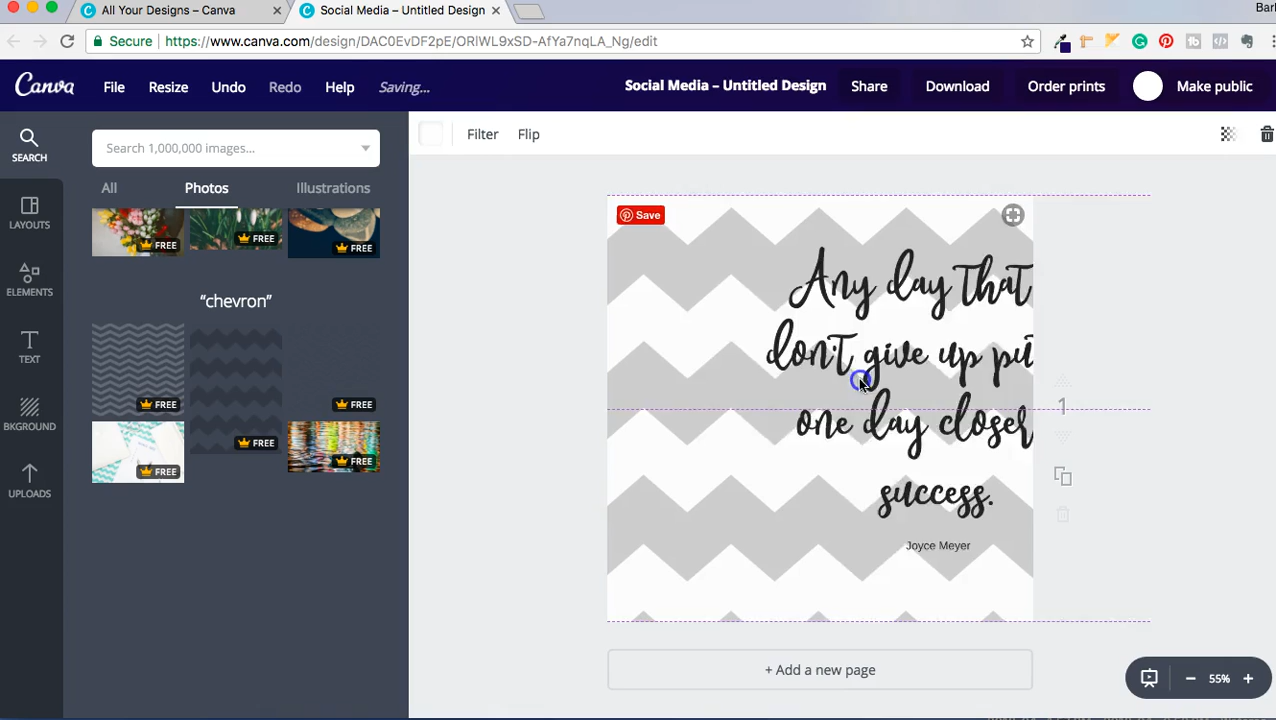 All Your Designs – Canva
Social Media – Untitled Design
Secure
https://www.canva.com/design/DAC0EvDF2pE/ORlWL9xSD-AfYa7nqLA_Ng/edit
Canva
File
Resize
Undo
Redo
Help
Saving...
Social Media – Untitled Design
Share
Download
Order prints
Make public
SEARCH
LAYOUTS
ELEMENTS
TEXT
BKGROUND
UPLOADS
Search 1,000,000 images...
All
Photos
Illustrations
FREE
FREE
FREE
“chevron”
FREE
FREE
FREE
FREE
FREE
Filter
Flip
Save
Any day that
don't give up pu
one day closer
success.
Joyce Meyer
1
+ Add a new page
55%